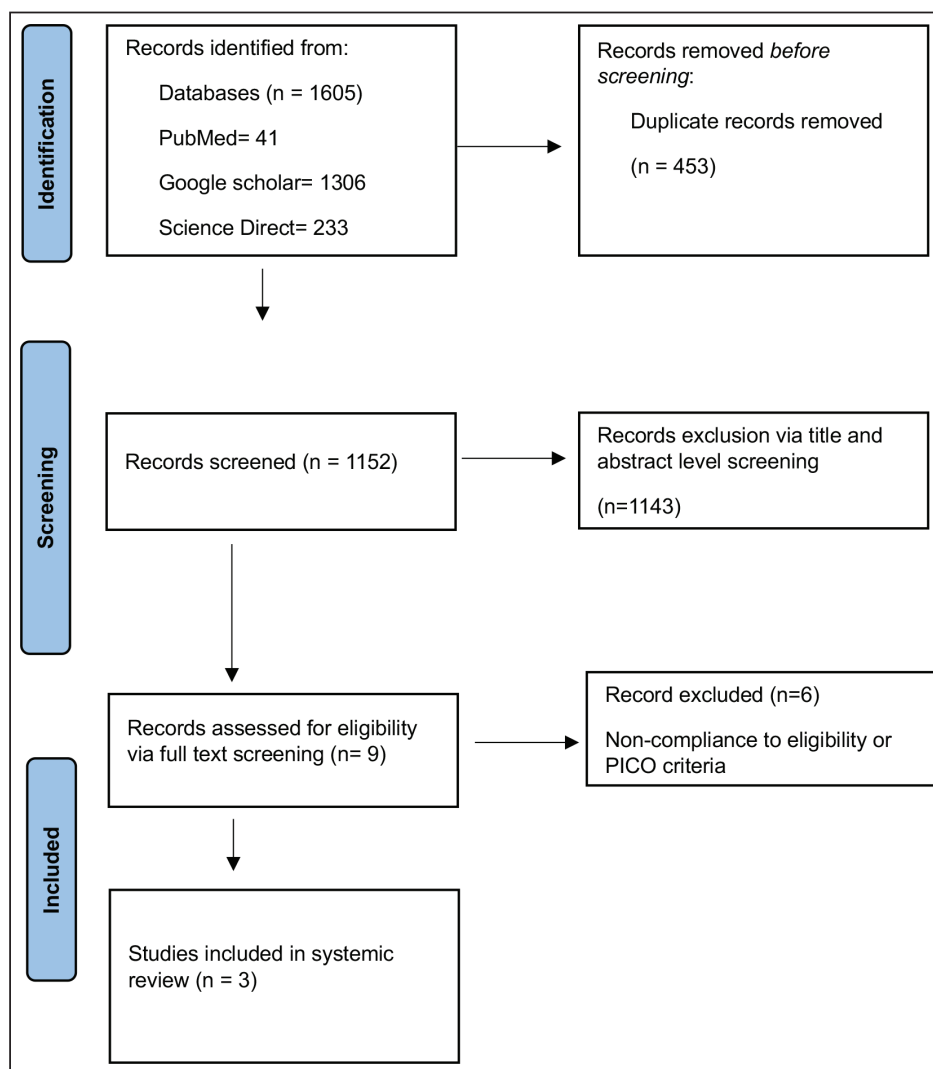 Identification
Records identified from:
Databases (n = 1605)
PubMed= 41
Google scholar= 1306
Science Direct= 233
Records removed before
screening:
Duplicate records removed
(n = 453)
Screening
Records screened (n = 1152)
Records exclusion via title and
abstract level screening
(n=1143)
Records assessed for eligibility
via full text screening (n= 9)
Record excluded (n=6)
Non-compliance to eligibility or
PICO criteria
Included
Studies included in systemic
review (n = 3)